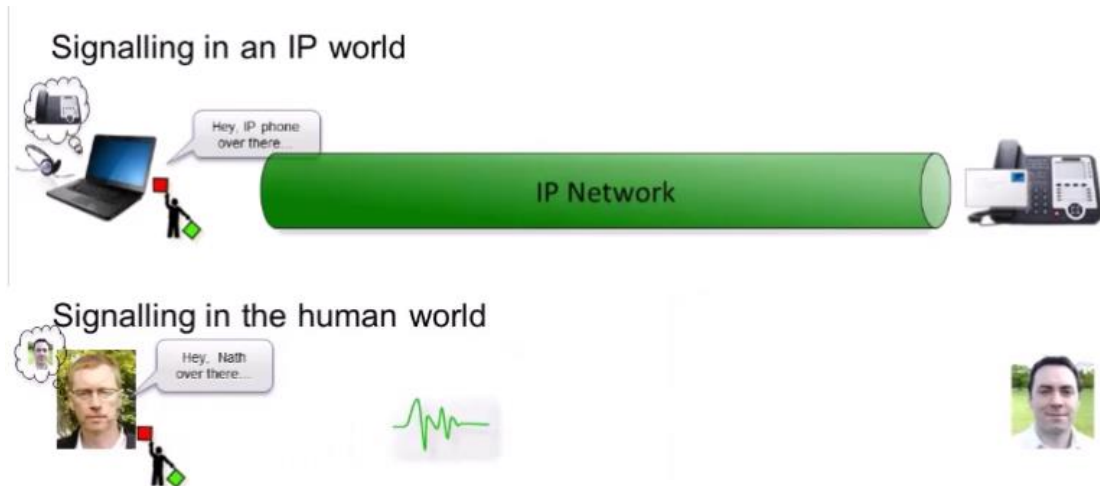 Signalling in an IP world
Hey, IP phone
over there...
IP Network
Signalling in the human world
Hey, Nath
over there...